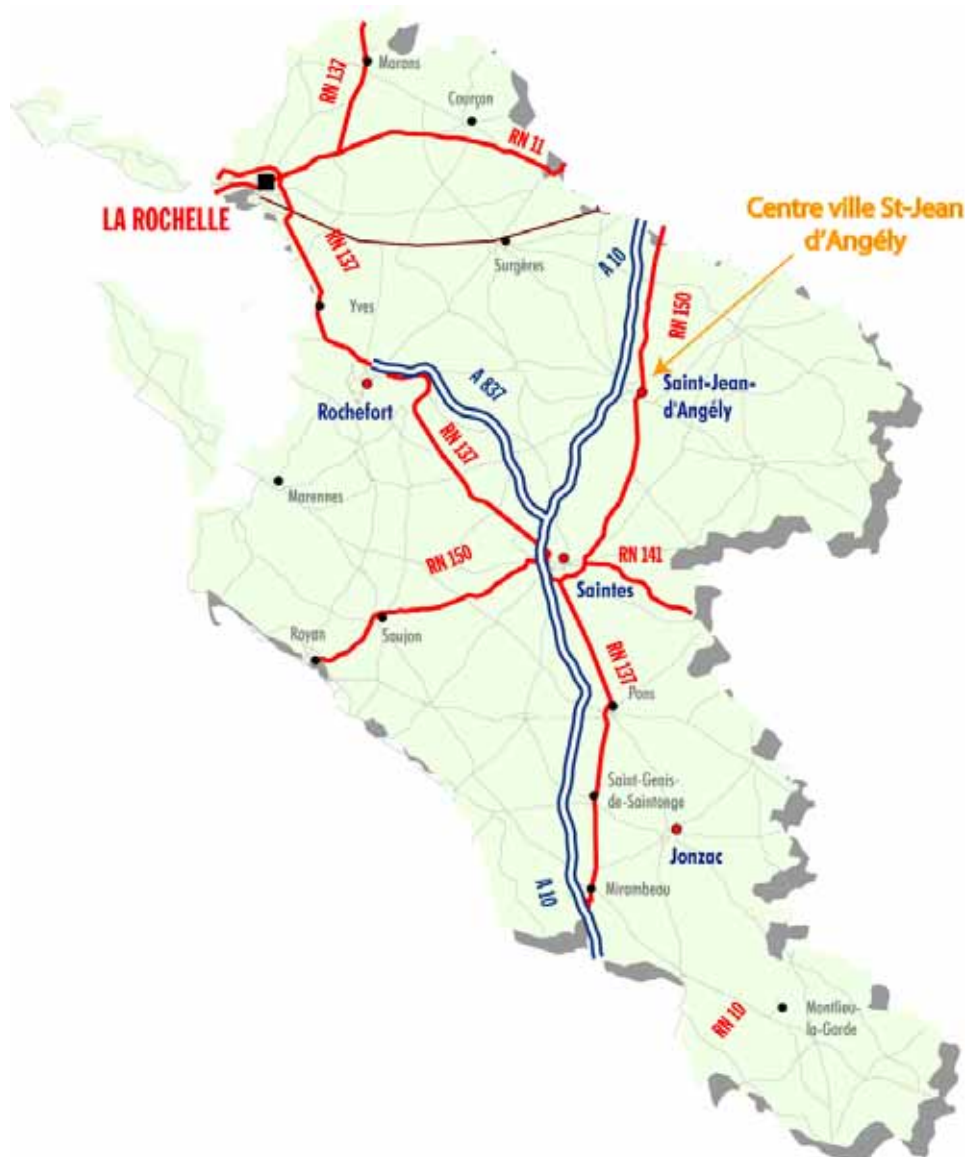 Marans
RN 137
Courçon
RN 11
LA ROCHELLE
Centre ville St-Jean
d'Angély
RN 137
Surgères
A 10
RN 150
Yves
A 837
Saint-Jean-
d'Angély
Rochefort
RN 137
Marennes
RN 150
RN 141
Saintes
Royan
Saujon
RN 137
Pons
Saint-Genis-
de-Saintonge
Jonzac
A 10
Mirambeau
RN 10
Montlieu-
la-Garde